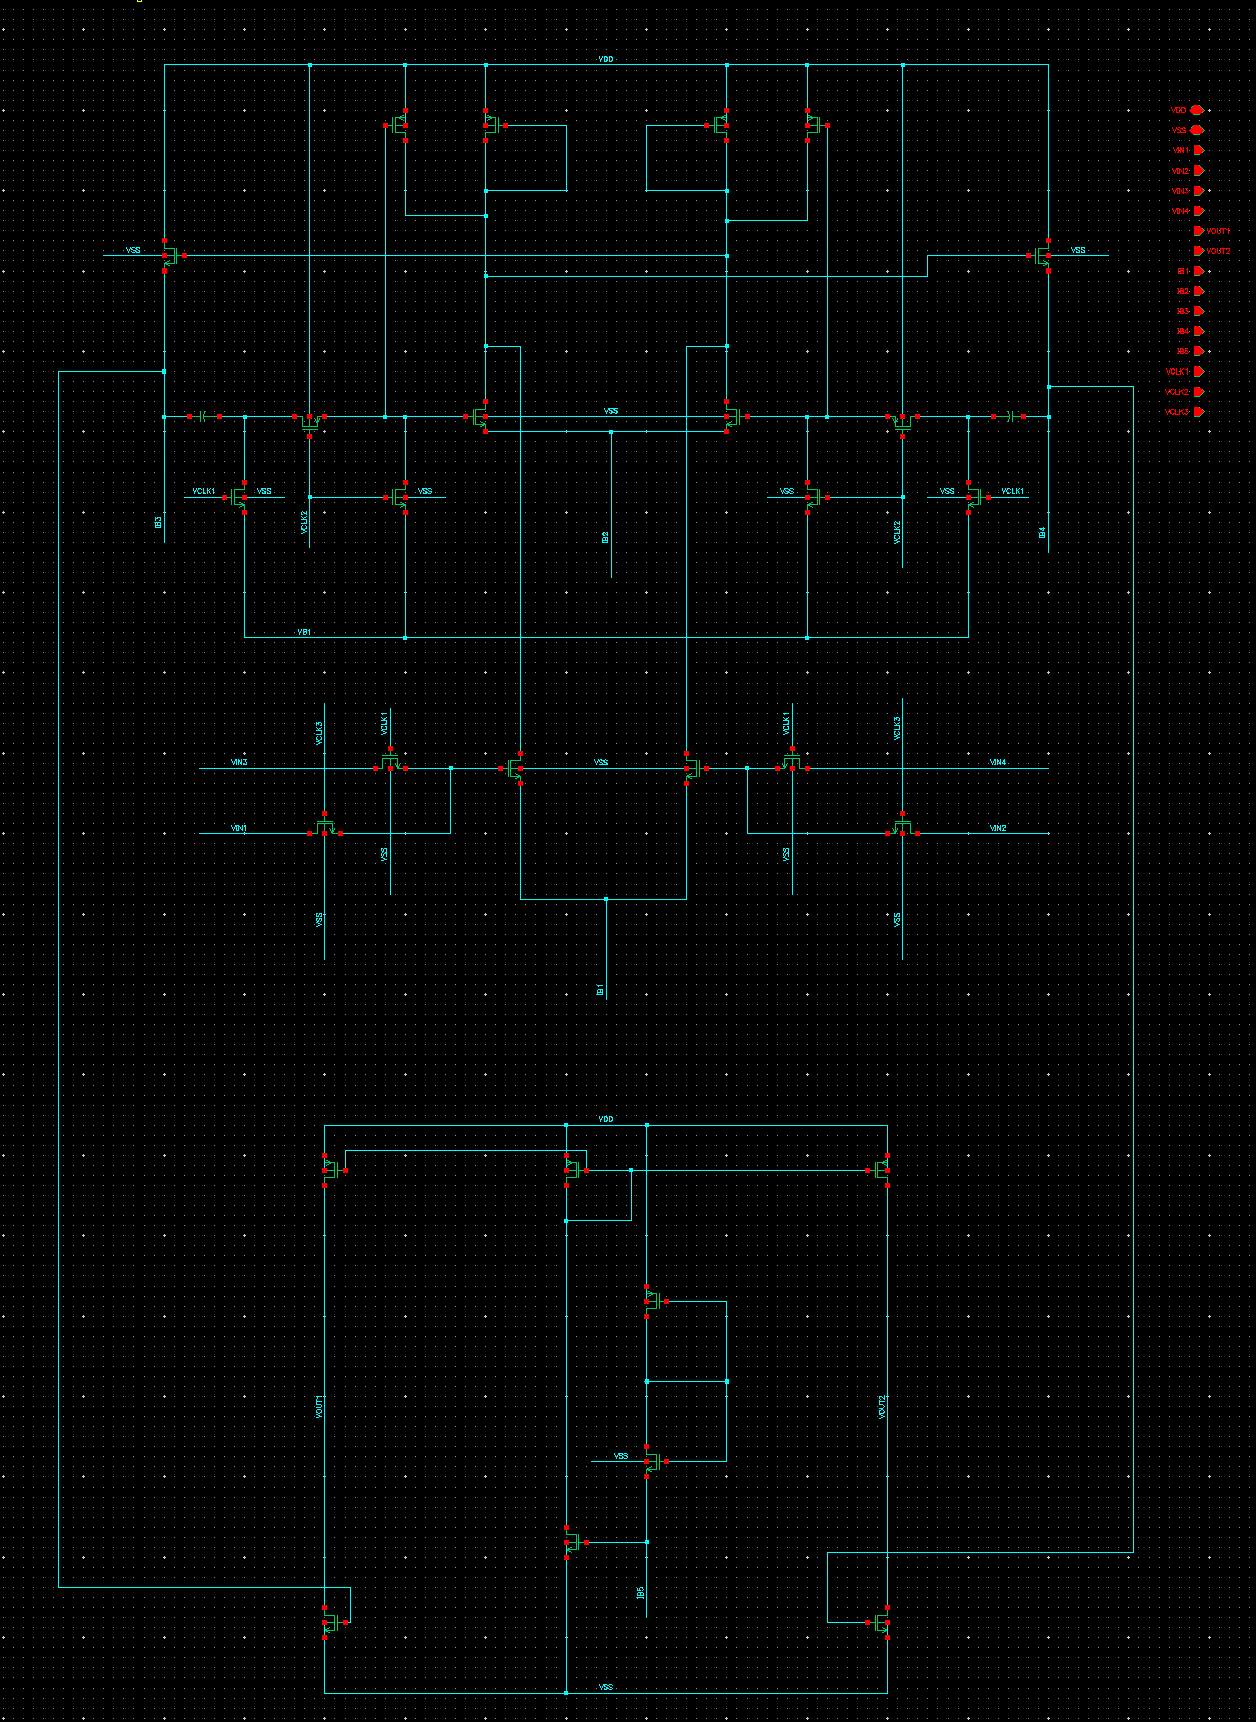 VDD
VDD
VSS
VIN1
VIN2
VIN3
VIN4
VOUT1
VOUT2
IB1
IB2
IB3
IB4
IB5
VCLK1
VCLK2
VCLK3
VSS
VSS
VSS
VCLK1
VSS
VSS
VSS
VSS
VCLK1
IB3
VCLK2
IB2
VCLK2
IB4
VB1
VCLK3
VCLK1
VCLK1
VCLK3
VIN3
VSS
VIN4
VIN1
VIN2
VSS
VSS
VSS
VSS
IB1
VDD
VOUT1
VOUT2
VSS
IB5
VSS